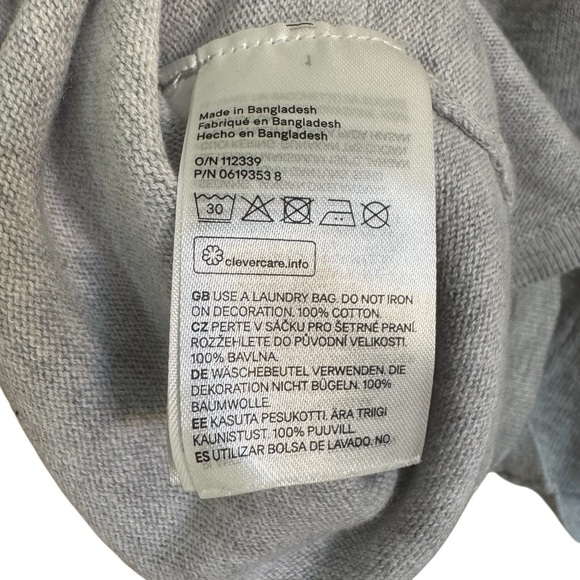 Made in Bangladesh
Fabriqué en Bangladesh
Hecho en Bangladesh
O/N 112339
P/N 0619353 8
30
clevercare.info
GB USE A LAUNDRY BAG. DO NOT IRON
ON DECORATION. 100% COTTON.
CZ PERTE V SÁČKU PRO ŠETRNÉ PRANÍ.
ROZŽEHLETE DO PŮVODNÍ VELIKOSTI.
100% BAVLNA.
DE WÄSCHEBEUTEL VERWENDEN. DIE
DEKORATION NICHT BÜGELN. 100%
BAUMWOLLE.
EE KASUTA PESUKOTTI. ÄRA TRIIGI
KAUNISTUST. 100% PUUVILL.
ES UTILIZAR BOLSA DE LAVADO. NO